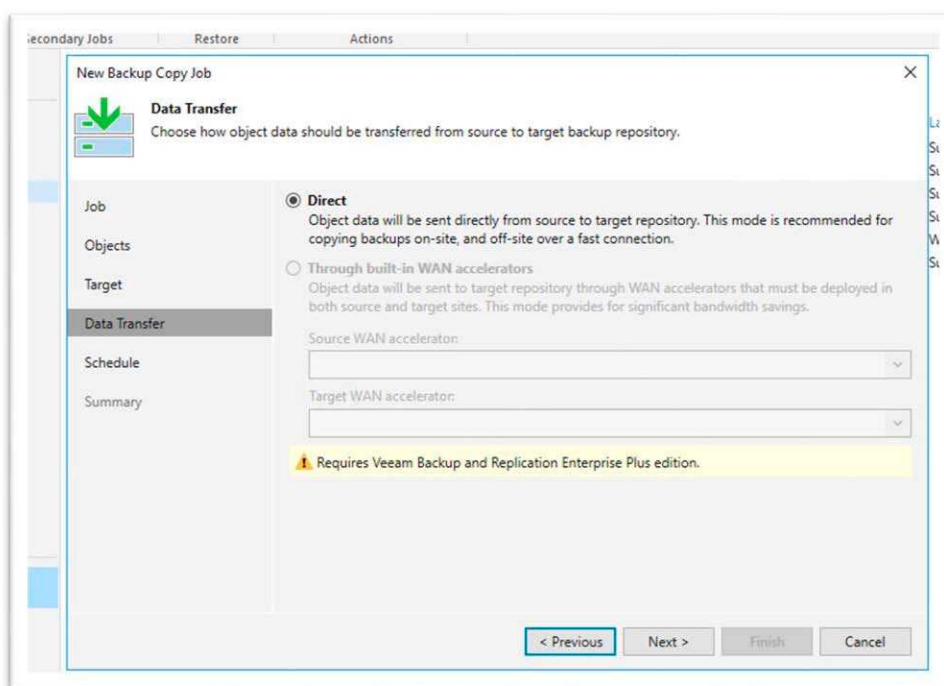 Secondary Jobs Restore Actions
New Backup Copy Job
Data Transfer
Choose how object data should be transferred from source to target backup repository.
Job
Objects
Target
Data Transfer
Schedule
Summary
Direct
Object data will be sent directly from source to target repository. This mode is recommended for
copying backups on-site, and off-site over a fast connection.
Through built-in WAN accelerators
Object data will be sent to target repository through WAN accelerators that must be deployed in
both source and target sites. This mode provides for significant bandwidth savings.
Source WAN accelerator:
Target WAN accelerator:
Requires Veeam Backup and Replication Enterprise Plus edition.
< Previous Next > Finish Cancel